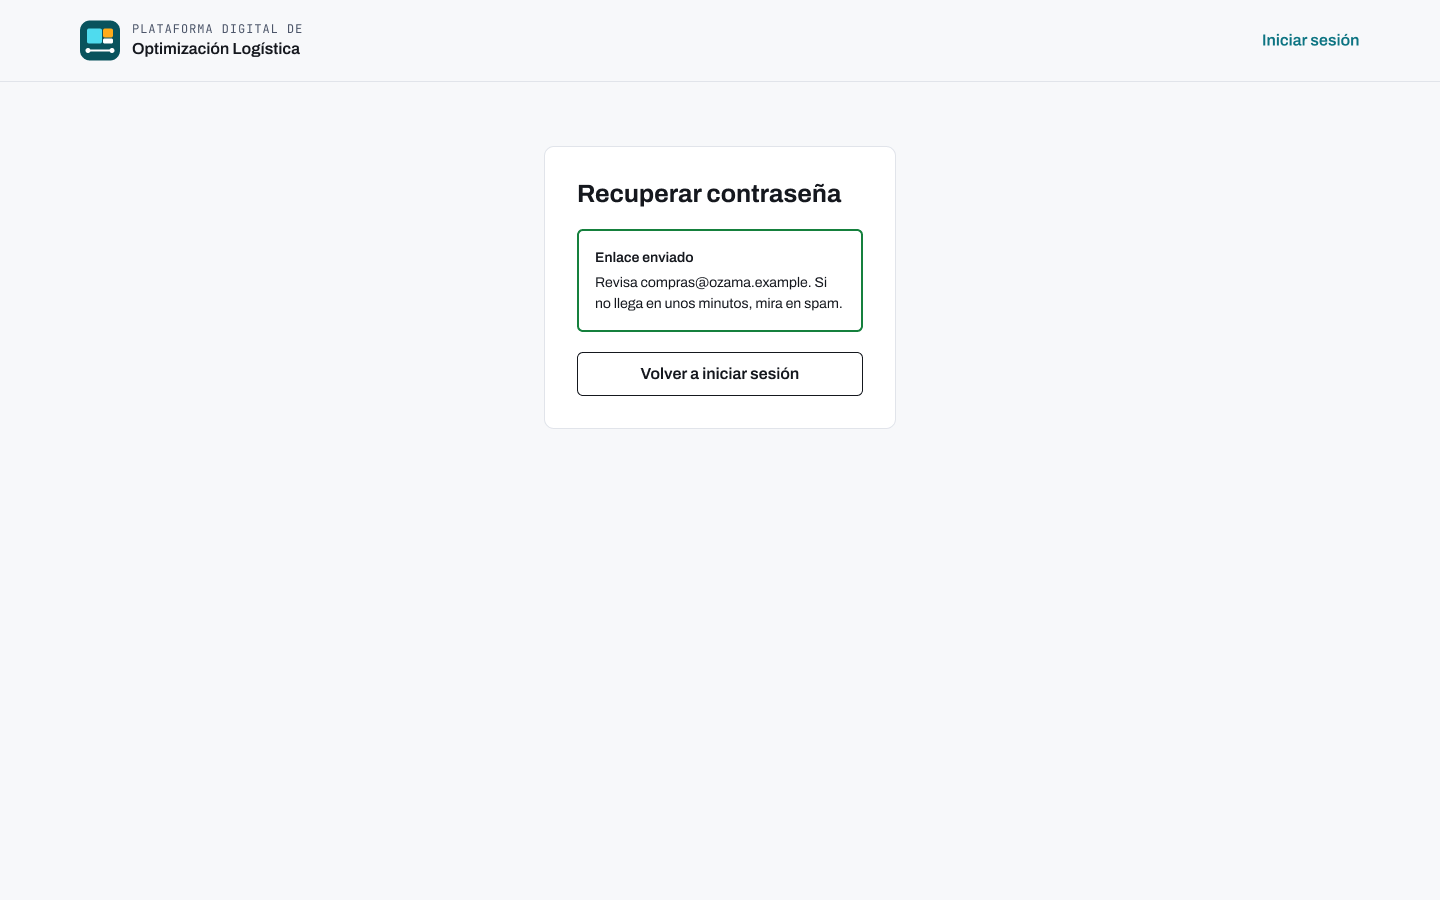 PLATAFORMA DIGITAL DE
Optimización Logística
Iniciar sesión
Recuperar contraseña
Enlace enviado
Revisa compras@ozama.example. Si
no llega en unos minutos, mira en spam.
Volver a iniciar sesión